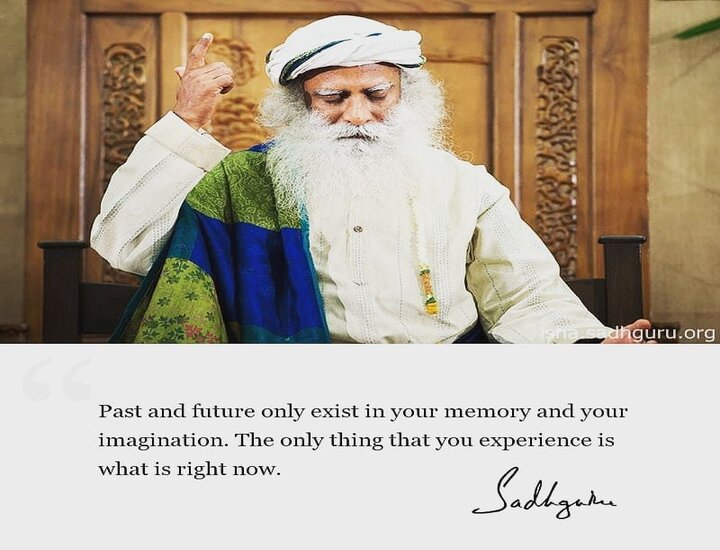 isha.sadhguru.org
Past and future only exist in your memory and your
imagination. The only thing that you experience is
what is right now.
Sadhguru